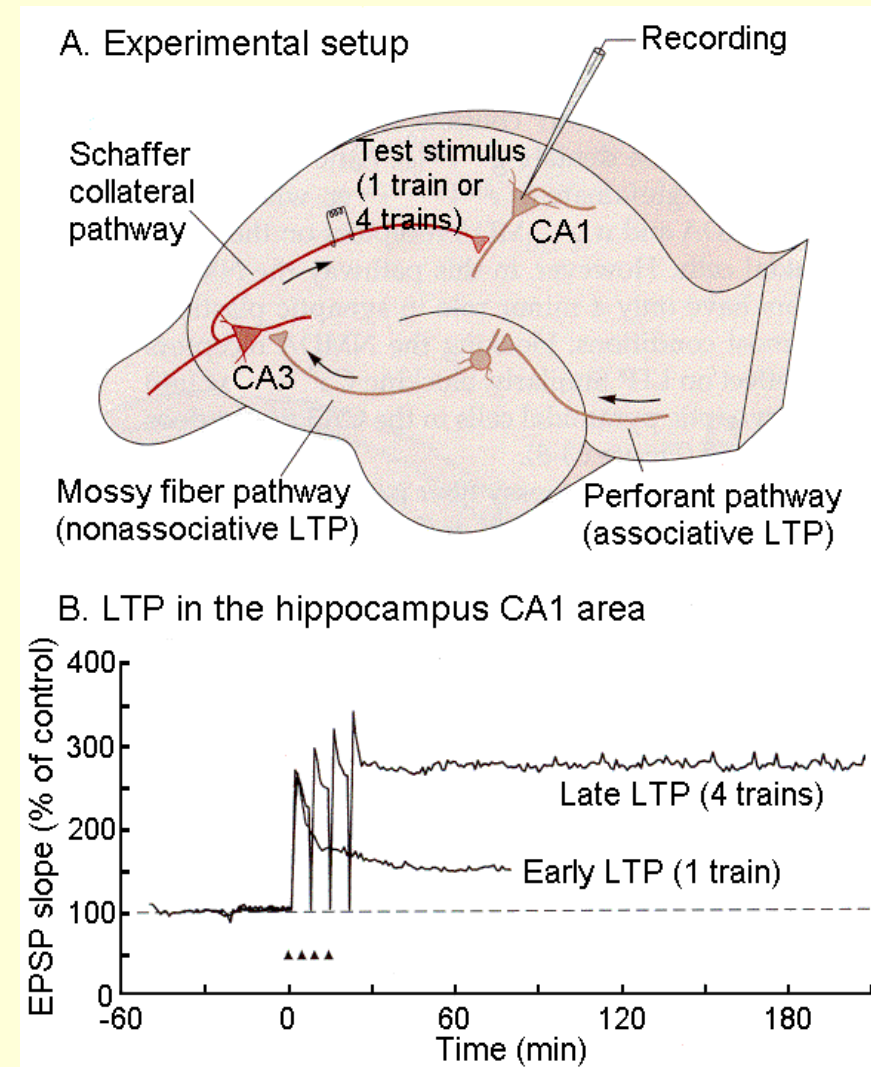 A. Experimental setup
Recording
Schaffer
collateral
pathway
Test stimulus
(1 train or
4 trains)
CA1
CA3
Mossy fiber pathway
(nonassociative LTP)
Perforant pathway
(associative LTP)
B. LTP in the hippocampus CA1 area
EPSP slope (% of control)
400
300
200
100
0
Late LTP (4 trains)
Early LTP (1 train)
-60
0
60
120
180
Time (min)